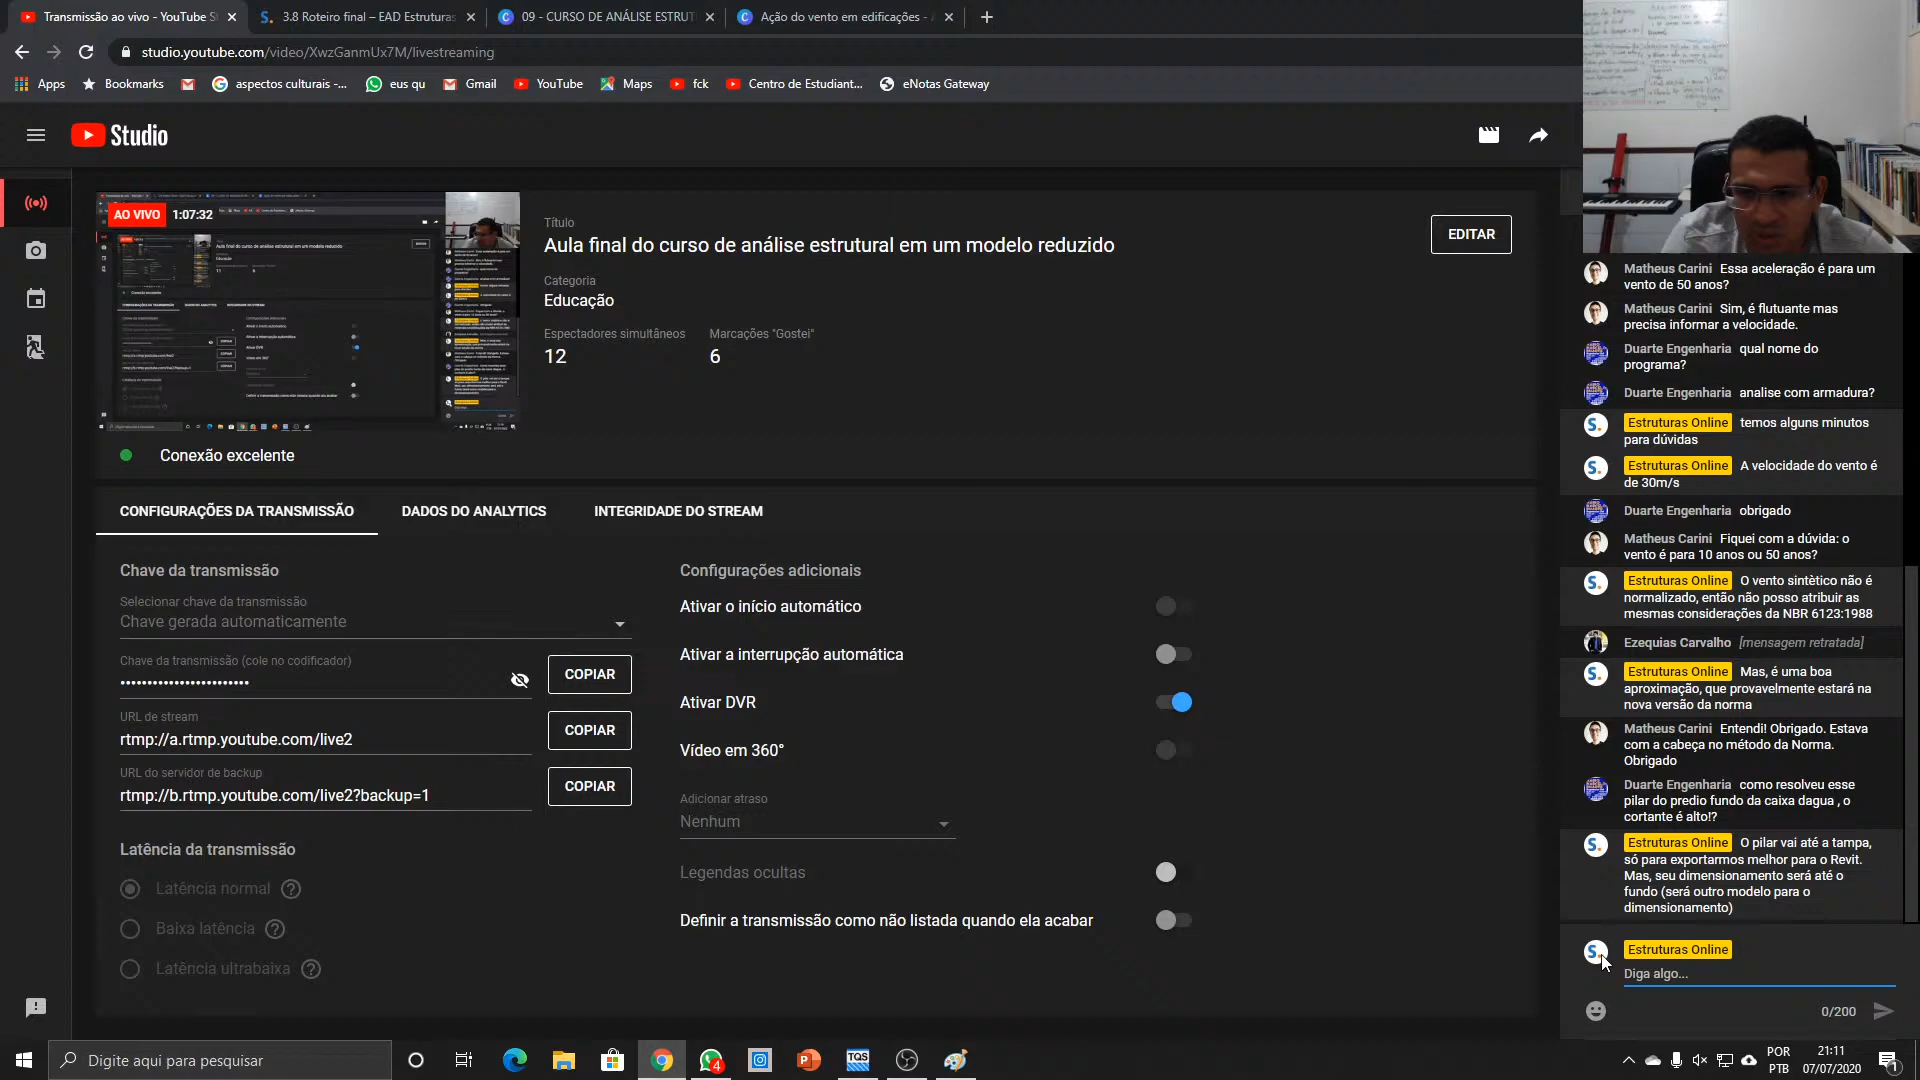 Transmissão ao vivo - YouTube S
3.8 Roteiro final – EAD Estruturas
09 - CURSO DE ANÁLISE ESTRUT
Ação do vento em edificações -
studio.youtube.com/video/XwzGanmUx7M/livestreaming
Apps
Bookmarks
aspectos culturais -...
eus qu
Gmail
YouTube
Maps
fck
Centro de Estudiant...
eNotas Gateway
Studio
AO VIVO 1:07:32
Título
Aula final do curso de análise estrutural em um modelo reduzido
EDITAR
Categoria
Educação
Espectadores simultâneos
Marcações "Gostei"
12
6
Conexão excelente
CONFIGURAÇÕES DA TRANSMISSÃO
DADOS DO ANALYTICS
INTEGRIDADE DO STREAM
Chave da transmissão
Selecionar chave da transmissão
Chave gerada automaticamente
Chave da transmissão (cole no codificador)
••••••••••••••••••••••••
COPIAR
URL de stream
rtmp://a.rtmp.youtube.com/live2
COPIAR
URL do servidor de backup
rtmp://b.rtmp.youtube.com/live2?backup=1
COPIAR
Latência da transmissão
Latência normal
Baixa latência
Latência ultrabaixa
Configurações adicionais
Ativar o início automático
Ativar a interrupção automática
Ativar DVR
Vídeo em 360°
Adicionar atraso
Nenhum
Legendas ocultas
Definir a transmissão como não listada quando ela acabar
Matheus Carini Essa aceleração é para um
vento de 50 anos?
Matheus Carini Sim, é flutuante mas
precisa informar a velocidade.
Duarte Engenharia qual nome do
programa?
Duarte Engenharia analise com armadura?
Estruturas Online temos alguns minutos
para dúvidas
Estruturas Online A velocidade do vento é
de 30m/s
Duarte Engenharia obrigado
Matheus Carini Fiquei com a dúvida: o
vento é para 10 anos ou 50 anos?
Estruturas Online O vento sintètico não é
normalizado, então não posso atribuir as
mesmas considerações da NBR 6123:1988
Ezequias Carvalho [mensagem retratada]
Estruturas Online Mas, é uma boa
aproximação, que provavelmente estará na
nova versão da norma
Matheus Carini Entendi! Obrigado. Estava
com a cabeça no método da Norma.
Obrigado
Duarte Engenharia como resolveu esse
pilar do predio fundo da caixa dagua , o
cortante é alto!?
Estruturas Online O pilar vai até a tampa,
só para exportarmos melhor para o Revit.
Mas, seu dimensionamento será até o
fundo (será outro modelo para o
dimensionamento)
Estruturas Online
Diga algo...
0/200
Digite aqui para pesquisar
4
TQS
POR
PTB
21:11
07/07/2020
1